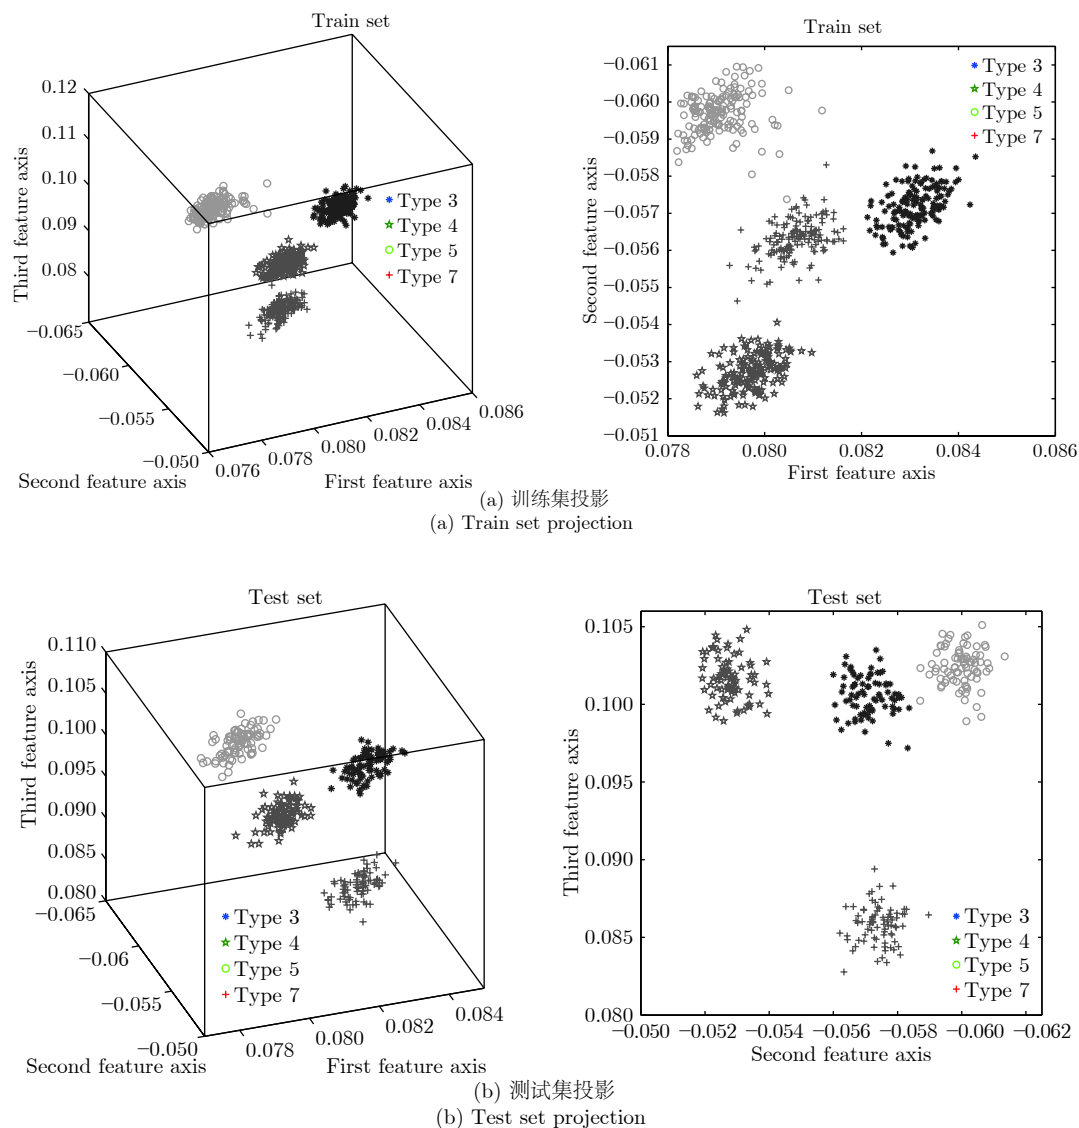 Train set
0.12
0.11
0.10
0.09
0.08
Third feature axis
−0.065
−0.060
−0.055
−0.050
Second feature axis
0.076
0.078
0.080
0.082
0.084
0.086
First feature axis
Type 3
Type 4
Type 5
Type 7
Train set
−0.061
−0.060
−0.059
−0.058
−0.057
−0.056
−0.055
−0.054
−0.053
−0.052
−0.051
Second feature axis
0.078
0.080
0.082
0.084
0.086
First feature axis
Type 3
Type 4
Type 5
Type 7
(a) 训练集投影
(a) Train set projection
Test set
0.110
0.105
0.100
0.095
0.090
0.085
0.080
Third feature axis
−0.065
−0.06
−0.055
−0.050
Second feature axis
0.078
0.080
0.082
0.084
First feature axis
Type 3
Type 4
Type 5
Type 7
Test set
0.105
0.100
0.095
0.090
0.085
0.080
Third feature axis
−0.050 −0.052 −0.054 −0.056 −0.058 −0.060 −0.062
Second feature axis
Type 3
Type 4
Type 5
Type 7
(b) 测试集投影
(b) Test set projection